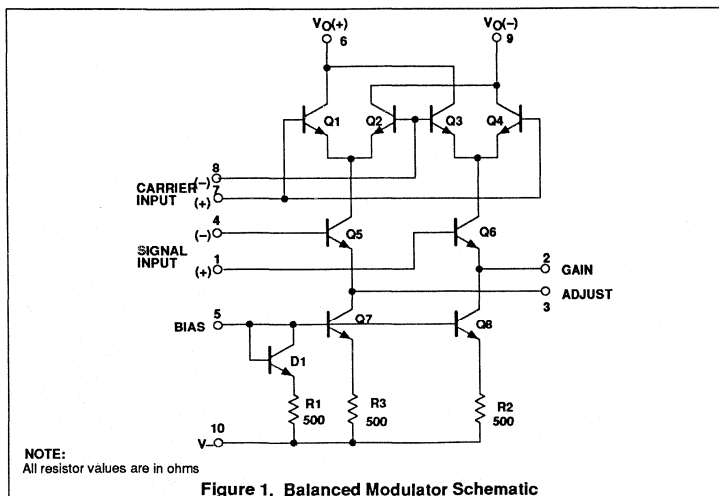 VO(+)
6
VO(–)
9
Q1
Q2
Q3
Q4
8
(–)
CARRIER
INPUT
7
(+)
4
(–)
Q5
Q6
SIGNAL
INPUT
1
(+)
2
GAIN
ADJUST
3
5
BIAS
Q7
Q8
D1
R1
500
R3
500
R2
500
10
V–
NOTE:
All resistor values are in ohms
Figure 1. Balanced Modulator Schematic